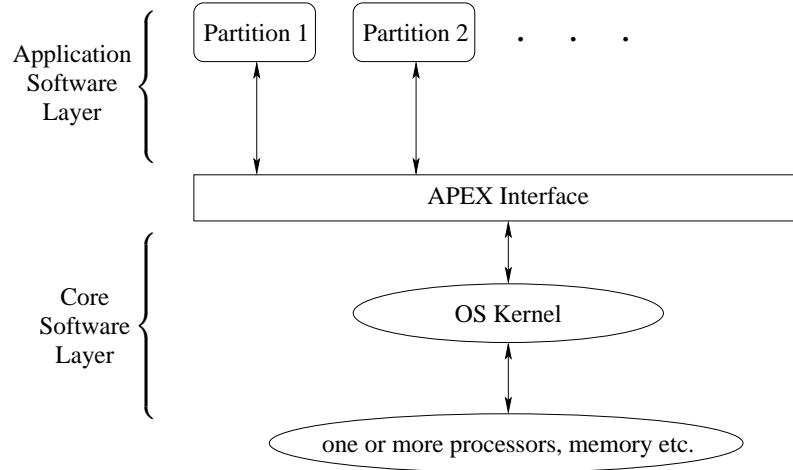 Partition 1
Partition 2
. . .
Application
Software
Layer
APEX Interface
Core
Software
Layer
OS Kernel
one or more processors, memory etc.